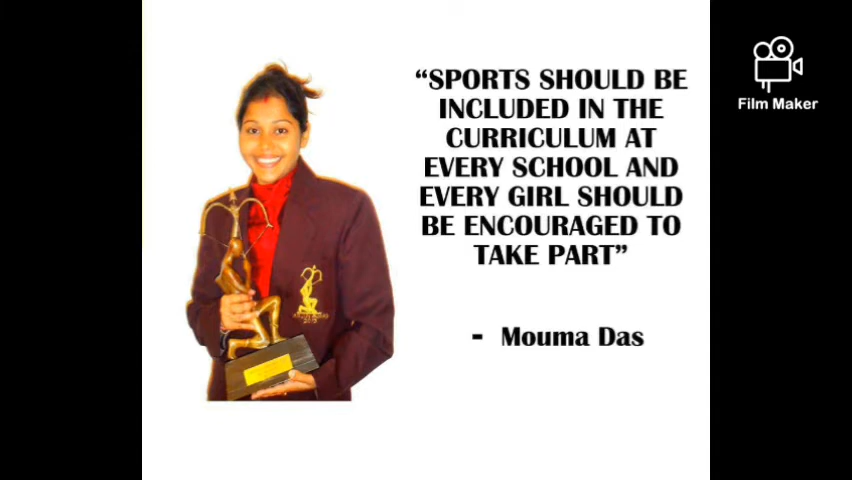 “SPORTS SHOULD BE
INCLUDED IN THE
CURRICULUM AT
EVERY SCHOOL AND
EVERY GIRL SHOULD
BE ENCOURAGED TO
TAKE PART”
- Mouma Das
Film Maker